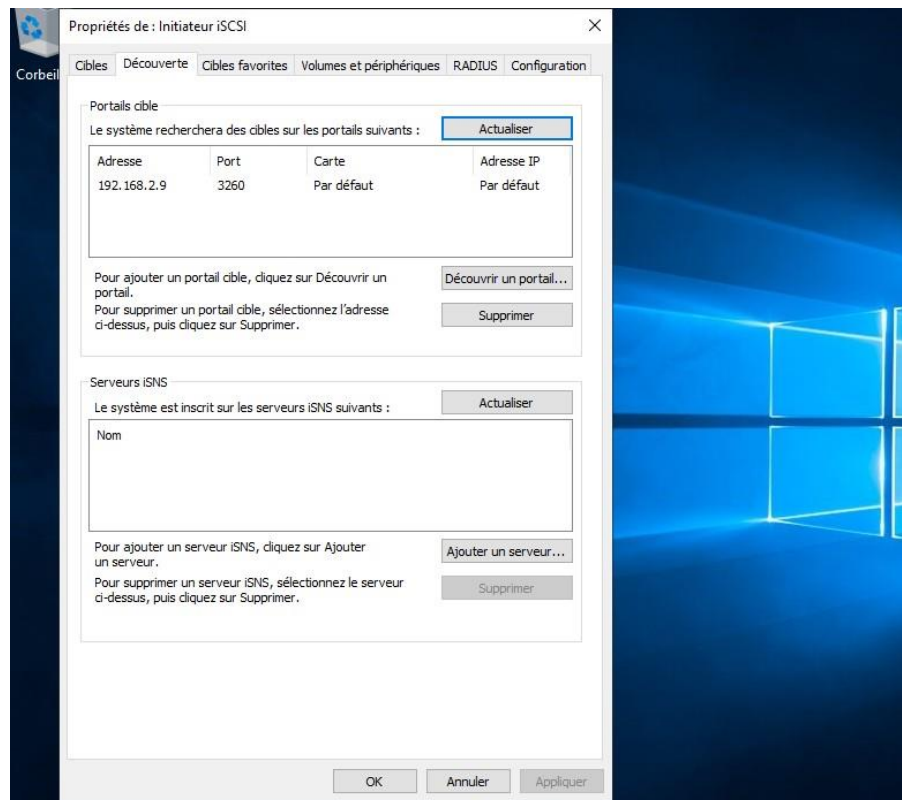 Propriétés de : Initiateur iSCSI
Corbeil
Cibles Découverte Cibles favorites Volumes et périphériques RADIUS Configuration
Portails cible
Le système recherchera des cibles sur les portails suivants :
Actualiser
Adresse Port Carte Adresse IP
192.168.2.9 3260 Par défaut Par défaut
Pour ajouter un portail cible, cliquez sur Découvrir un
portail.
Découvrir un portail...
Pour supprimer un portail cible, sélectionnez l'adresse
ci-dessus, puis cliquez sur Supprimer.
Supprimer
Serveurs iSNS
Le système est inscrit sur les serveurs iSNS suivants :
Actualiser
Nom
Pour ajouter un serveur iSNS, cliquez sur Ajouter
un serveur.
Ajouter un serveur...
Pour supprimer un serveur iSNS, sélectionnez le serveur
ci-dessus, puis cliquez sur Supprimer.
Supprimer
OK Annuler Appliquer